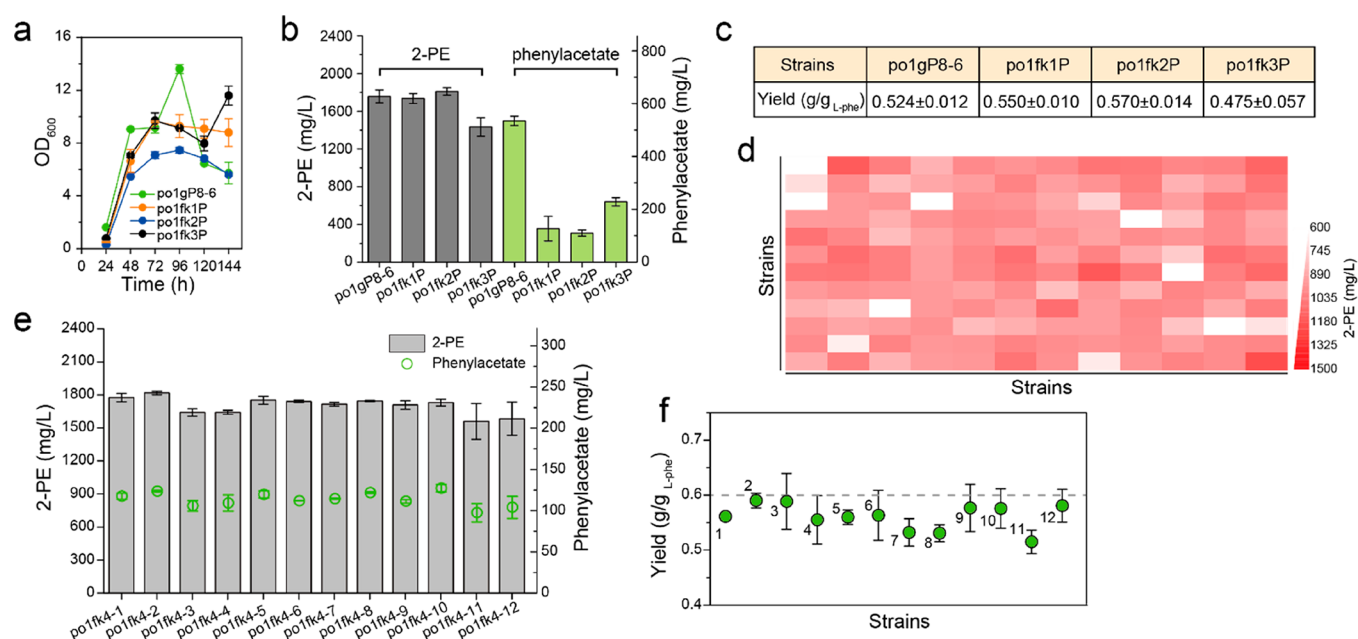 a
16
12
8
4
0
OD600
0 24 48 72 96 120 144
Time (h)
po1gP8-6
po1fk1P
po1fk2P
po1fk3P
b
2400
2000
1600
1200
800
400
0
2-PE (mg/L)
2-PE
phenylacetate
800
600
400
200
0
Phenylacetate (mg/L)
po1gP8-6
po1fk1P
po1fk2P
po1fk3P
po1gP8-6
po1fk1P
po1fk2P
po1fk3P
c
Strains po1gP8-6 po1fk1P po1fk2P po1fk3P
Yield (g/g L-phe) 0.524±0.012 0.550±0.010 0.570±0.014 0.475±0.057
d
Strains
Strains
600
745
890
1035
1180
1325
1500
2-PE (mg/L)
e
2400
2100
1800
1500
1200
900
600
300
0
2-PE (mg/L)
2-PE
Phenylacetate
300
250
200
150
100
50
0
Phenylacetate (mg/L)
po1fk4-1
po1fk4-2
po1fk4-3
po1fk4-4
po1fk4-5
po1fk4-6
po1fk4-7
po1fk4-8
po1fk4-9
po1fk4-10
po1fk4-11
po1fk4-12
f
0.7
0.6
0.5
0.4
Yield (g/g L-phe)
1
2
3
4
5
6
7
8
9
10
11
12
Strains